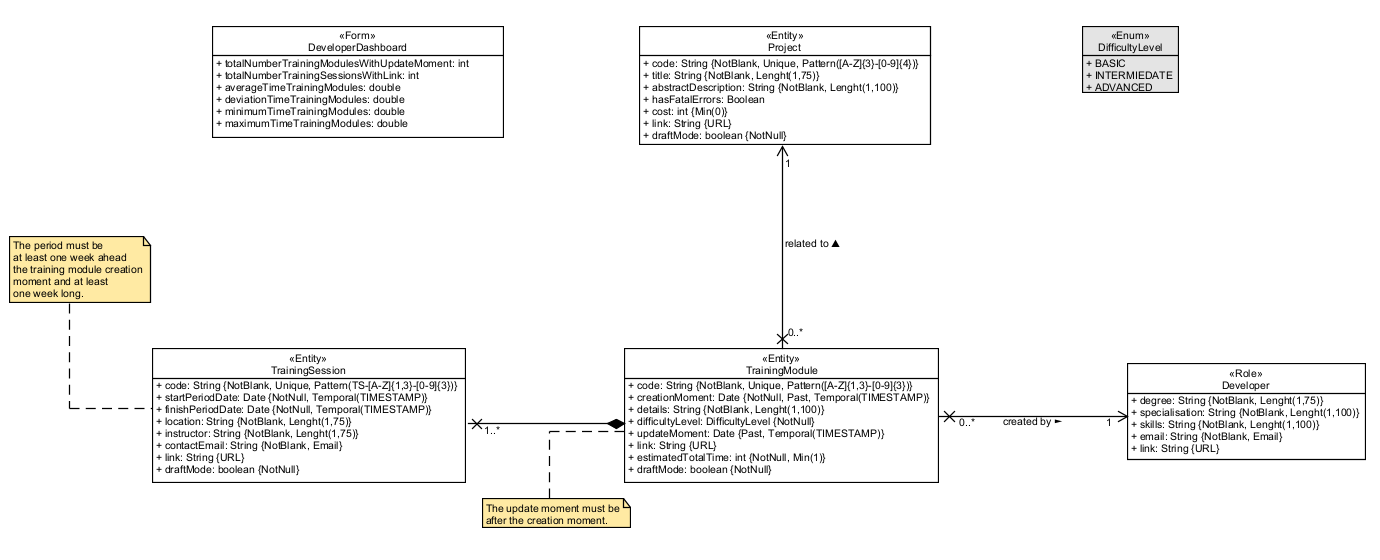 «Form»
DeveloperDashboard
+ totalNumberTrainingModulesWithUpdateMoment: int
+ totalNumberTrainingSessionsWithLink: int
+ averageTimeTrainingModules: double
+ deviationTimeTrainingModules: double
+ minimumTimeTrainingModules: double
+ maximumTimeTrainingModules: double
«Entity»
Project
+ code: String {NotBlank, Unique, Pattern([A-Z]{3}-[0-9]{4})}
+ title: String {NotBlank, Lenght(1,75)}
+ abstractDescription: String {NotBlank, Lenght(1,100)}
+ hasFatalErrors: Boolean
+ cost: int {Min(0)}
+ link: String {URL}
+ draftMode: boolean {NotNull}
«Enum»
DifficultyLevel
+ BASIC
+ INTERMIEDATE
+ ADVANCED
1
related to ▲
0..*
The period must be
at least one week ahead
the training module creation
moment and at least
one week long.
«Entity»
TrainingSession
+ code: String {NotBlank, Unique, Pattern(TS-[A-Z]{1,3}-[0-9]{3})}
+ startPeriodDate: Date {NotNull, Temporal(TIMESTAMP)}
+ finishPeriodDate: Date {NotNull, Temporal(TIMESTAMP)}
+ location: String {NotBlank, Lenght(1,75)}
+ instructor: String {NotBlank, Lenght(1,75)}
+ contactEmail: String {NotBlank, Email}
+ link: String {URL}
+ draftMode: boolean {NotNull}
1..*
«Entity»
TrainingModule
+ code: String {NotBlank, Unique, Pattern([A-Z]{1,3}-[0-9]{3})}
+ creationMoment: Date {NotNull, Past, Temporal(TIMESTAMP)}
+ details: String {NotBlank, Lenght(1,100)}
+ difficultyLevel: DifficultyLevel {NotNull}
+ updateMoment: Date {Past, Temporal(TIMESTAMP)}
+ link: String {URL}
+ estimatedTotalTime: int {NotNull, Min(1)}
+ draftMode: boolean {NotNull}
0..*
created by ►
1
«Role»
Developer
+ degree: String {NotBlank, Lenght(1,75)}
+ specialisation: String {NotBlank, Lenght(1,100)}
+ skills: String {NotBlank, Lenght(1,100)}
+ email: String {NotBlank, Email}
+ link: String {URL}
The update moment must be
after the creation moment.